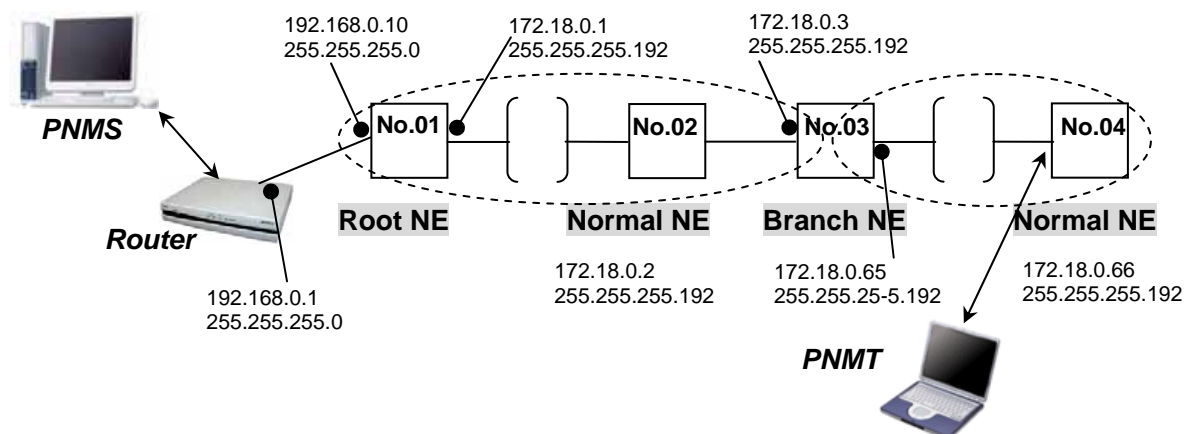 192.168.0.10
255.255.255.0
172.18.0.1
255.255.255.192
172.18.0.3
255.255.255.192
PNMS
No.01
No.02
No.03
No.04
Router
Root NE
Normal NE
Branch NE
Normal NE
192.168.0.1
255.255.255.0
172.18.0.2
255.255.255.192
172.18.0.65
255.255.25-5.192
172.18.0.66
255.255.255.192
PNMT